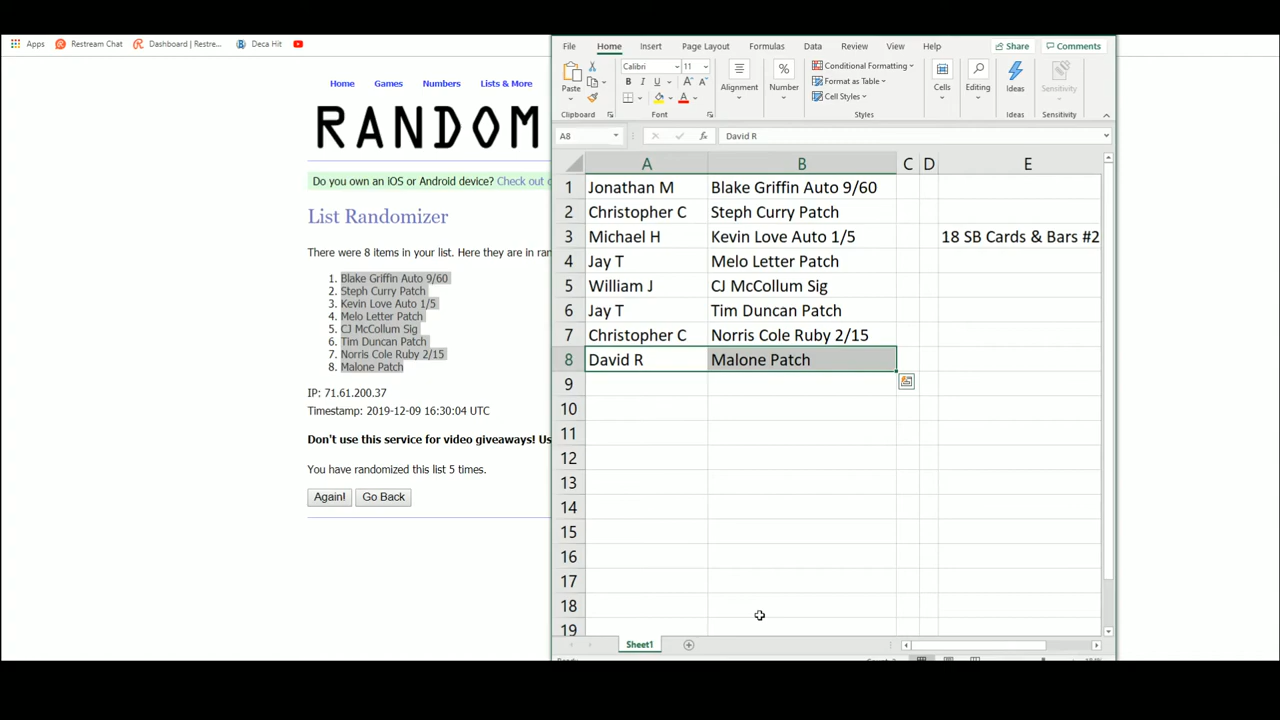 Apps Restream Chat Dashboard | Restre... Deca Hit
Home Games Numbers Lists & More
RANDOM
Do you own an iOS or Android device? Check out
List Randomizer
There were 8 items in your list. Here they are in ran
1. Blake Griffin Auto 9/60
2. Steph Curry Patch
3. Kevin Love Auto 1/5
4. Melo Letter Patch
5. CJ McCollum Sig
6. Tim Duncan Patch
7. Norris Cole Ruby 2/15
8. Malone Patch
IP: 71.61.200.37
Timestamp: 2019-12-09 16:30:04 UTC
Don't use this service for video giveaways! Us
You have randomized this list 5 times.
Again! Go Back
File Home Insert Page Layout Formulas Data Review View Help Share Comments
Paste Calibri 11 B I U A A A Alignment % Number Conditional Formatting Format as Table Cell Styles Cells Editing Ideas Sensitivity
Clipboard Font Styles Ideas Sensitivity
A8 fx David R
A B C D E
1 Jonathan M Blake Griffin Auto 9/60
2 Christopher C Steph Curry Patch
3 Michael H Kevin Love Auto 1/5 18 SB Cards & Bars #2
4 Jay T Melo Letter Patch
5 William J CJ McCollum Sig
6 Jay T Tim Duncan Patch
7 Christopher C Norris Cole Ruby 2/15
8 David R Malone Patch
9
10
11
12
13
14
15
16
17
18
19
Sheet1